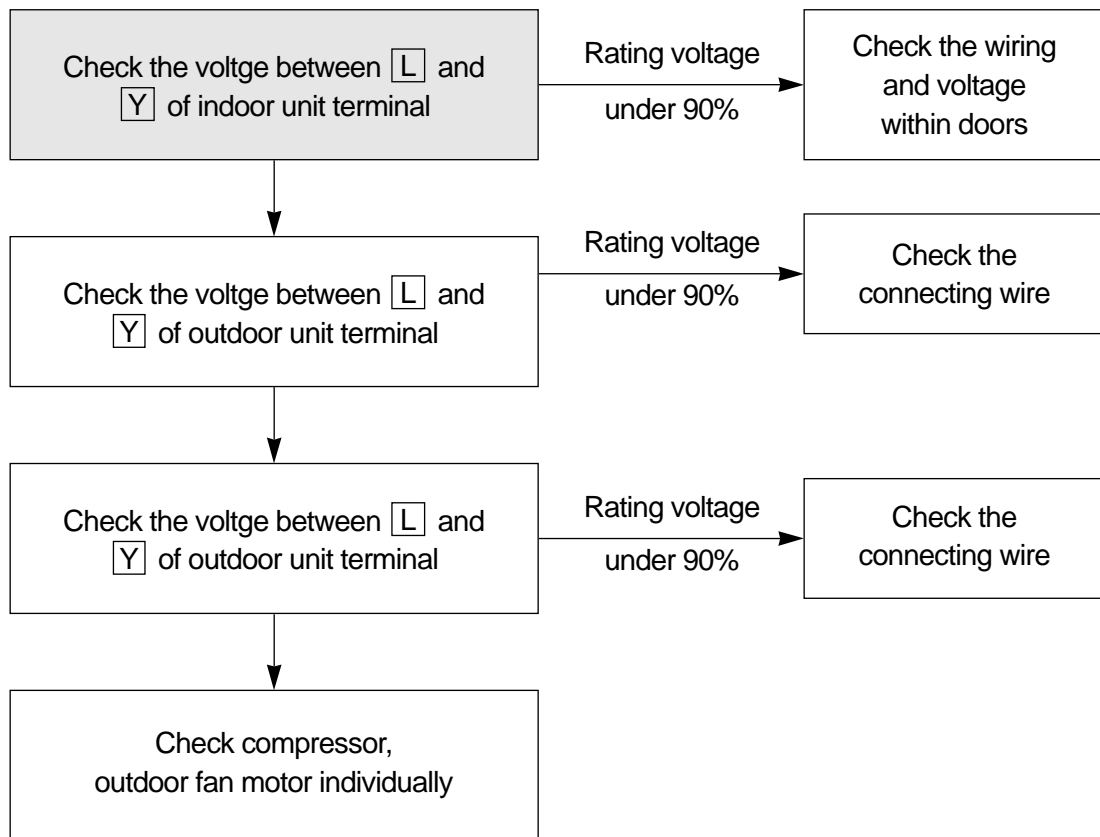 Check the voltge between L and
Y of indoor unit terminal
Rating voltage
under 90%
Check the wiring
and voltage
within doors
Check the voltge between L and
Y of outdoor unit terminal
Rating voltage
under 90%
Check the
connecting wire
Check the voltge between L and
Y of outdoor unit terminal
Rating voltage
under 90%
Check the
connecting wire
Check compressor,
outdoor fan motor individually